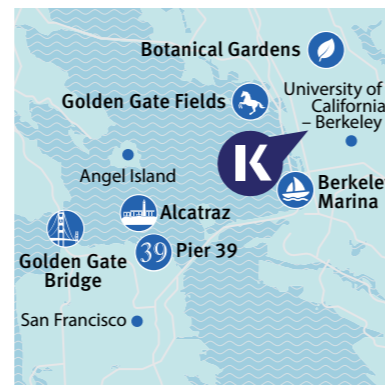 Botanical Gardens
Golden Gate Fields
University of
California
– Berkeley
K
Angel Island
Berkeley
Marina
Alcatraz
39
Pier 39
Golden Gate
Bridge
San Francisco